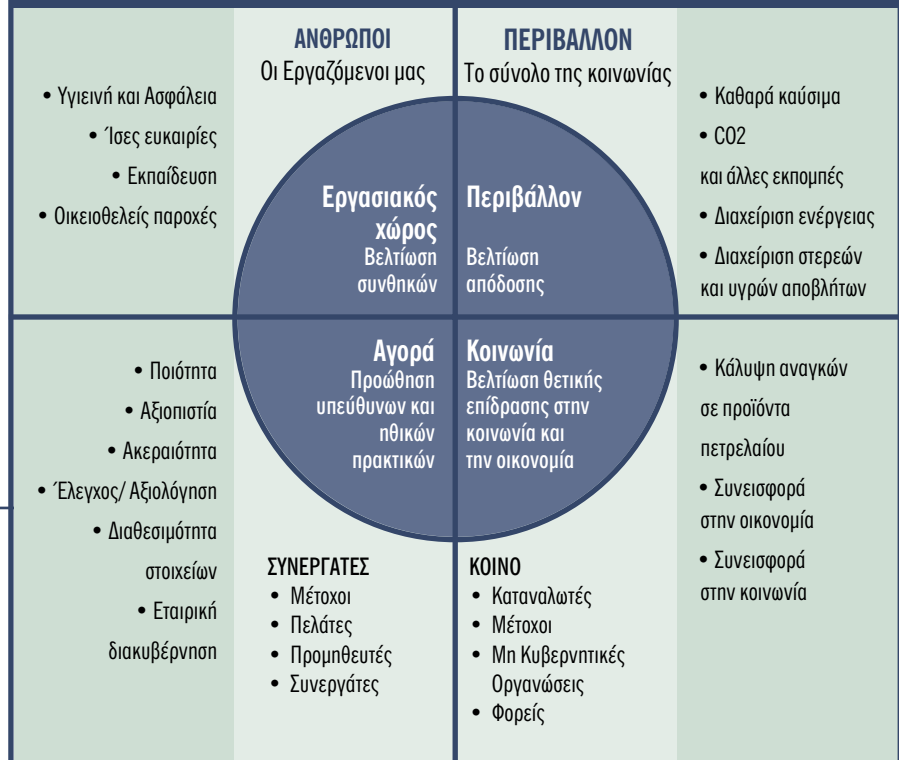 ΑΝΘΡΩΠΟΙ
Οι Εργαζόμενοι μας
• Υγιεινή και Ασφάλεια
• Ίσες ευκαιρίες
• Εκπαίδευση
• Οικειοθελείς παροχές
Εργασιακός
χώρος
Βελτίωση
συνθηκών
ΠΕΡΙΒΑΛΛΟΝ
Το σύνολο της κοινωνίας
Περιβάλλον
Βελτίωση
απόδοσης
• Καθαρά καύσιμα
• CO2
και άλλες εκπομπές
• Διαχείριση ενέργειας
• Διαχείριση στερεών
και υγρών αποβλήτων
• Ποιότητα
• Αξιοπιστία
• Ακεραιότητα
• Έλεγχος/ Αξιολόγηση
• Διαθεσιμότητα
στοιχείων
• Εταιρική
διακυβέρνηση
Αγορά
Προώθηση
υπεύθυνων και
ηθικών
πρακτικών
ΣΥΝΕΡΓΑΤΕΣ
• Μέτοχοι
• Πελάτες
• Προμηθευτές
• Συνεργάτες
Κοινωνία
Βελτίωση θετικής
επίδρασης στην
κοινωνία και
την οικονομία
ΚΟΙΝΟ
• Καταναλωτές
• Μέτοχοι
• Μη Κυβερνητικές
Οργανώσεις
• Φορείς
• Κάλυψη αναγκών
σε προϊόντα
πετρελαίου
• Συνεισφορά
στην οικονομία
• Συνεισφορά
στην κοινωνία